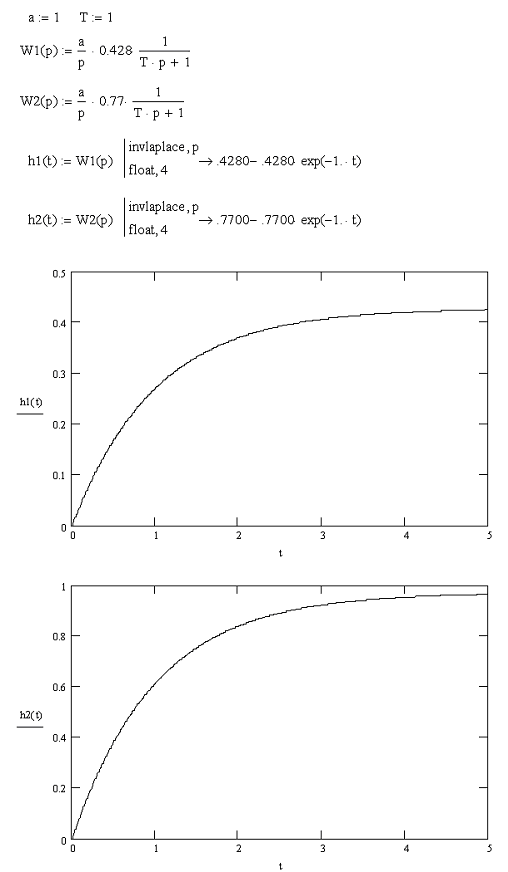 a := 1 T := 1
W1(p) := a/p · 0.428 · 1/(T · p + 1)
W2(p) := a/p · 0.77 · 1/(T · p + 1)
h1(t) := W1(p) | invlaplace, p
float, 4 → .4280 − .4280 · exp(−1. · t)
h2(t) := W2(p) | invlaplace, p
float, 4 → .7700 − .7700 · exp(−1. · t)
0.5
0.4
0.3
h1(t)
0.2
0.1
0
0 1 2 3 4 5
t
1
0.8
0.6
h2(t)
0.4
0.2
0
0 1 2 3 4 5
t